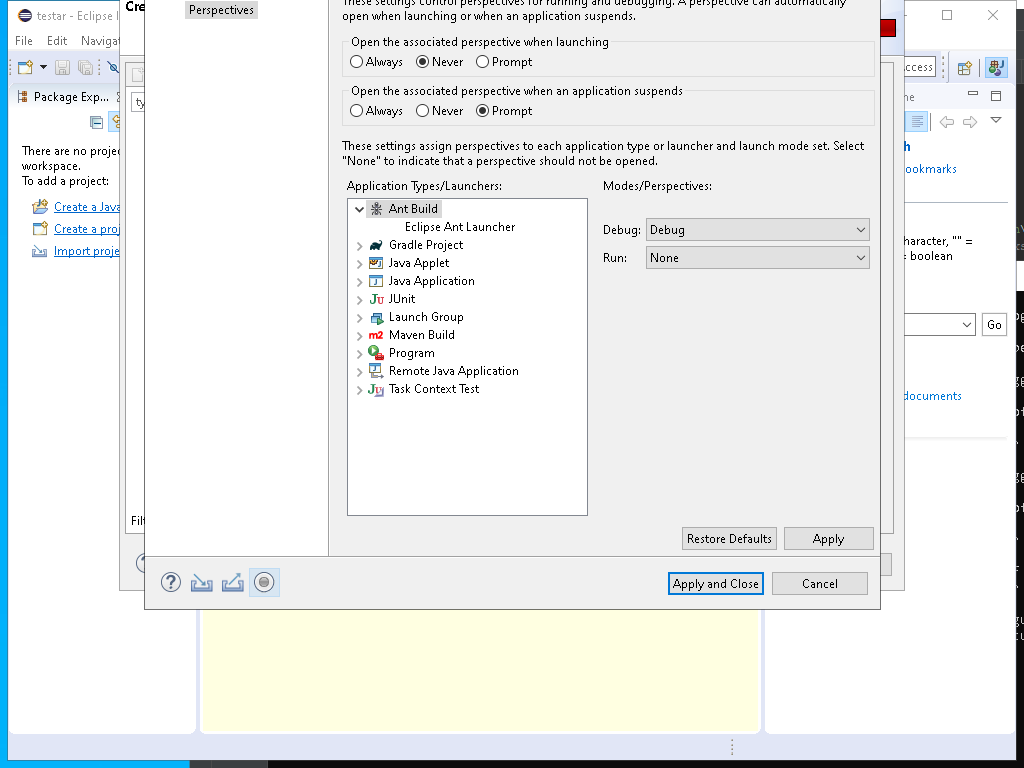 testar - Eclipse I
Cre
Perspectives
These settings control perspectives for running and debugging. A perspective can automatically
open when launching or when an application suspends.
File Edit Navigat
Open the associated perspective when launching
Always Never Prompt
ccess
Open the associated perspective when an application suspends
Always Never Prompt
Package Exp...
ty
ne
There are no proje
workspace.
To add a project:
Create a Java
Create a proj
Import proje
These settings assign perspectives to each application type or launcher and launch mode set. Select
"None" to indicate that a perspective should not be opened.
Application Types/Launchers:
Modes/Perspectives:
Ant Build
Eclipse Ant Launcher
Gradle Project
Java Applet
Java Application
JUnit
Launch Group
Maven Build
Program
Remote Java Application
Task Context Test
Debug: Debug
Run: None
h
ookmarks
haracter, "" =
= boolean
Go
documents
Filt
Restore Defaults
Apply
Apply and Close
Cancel